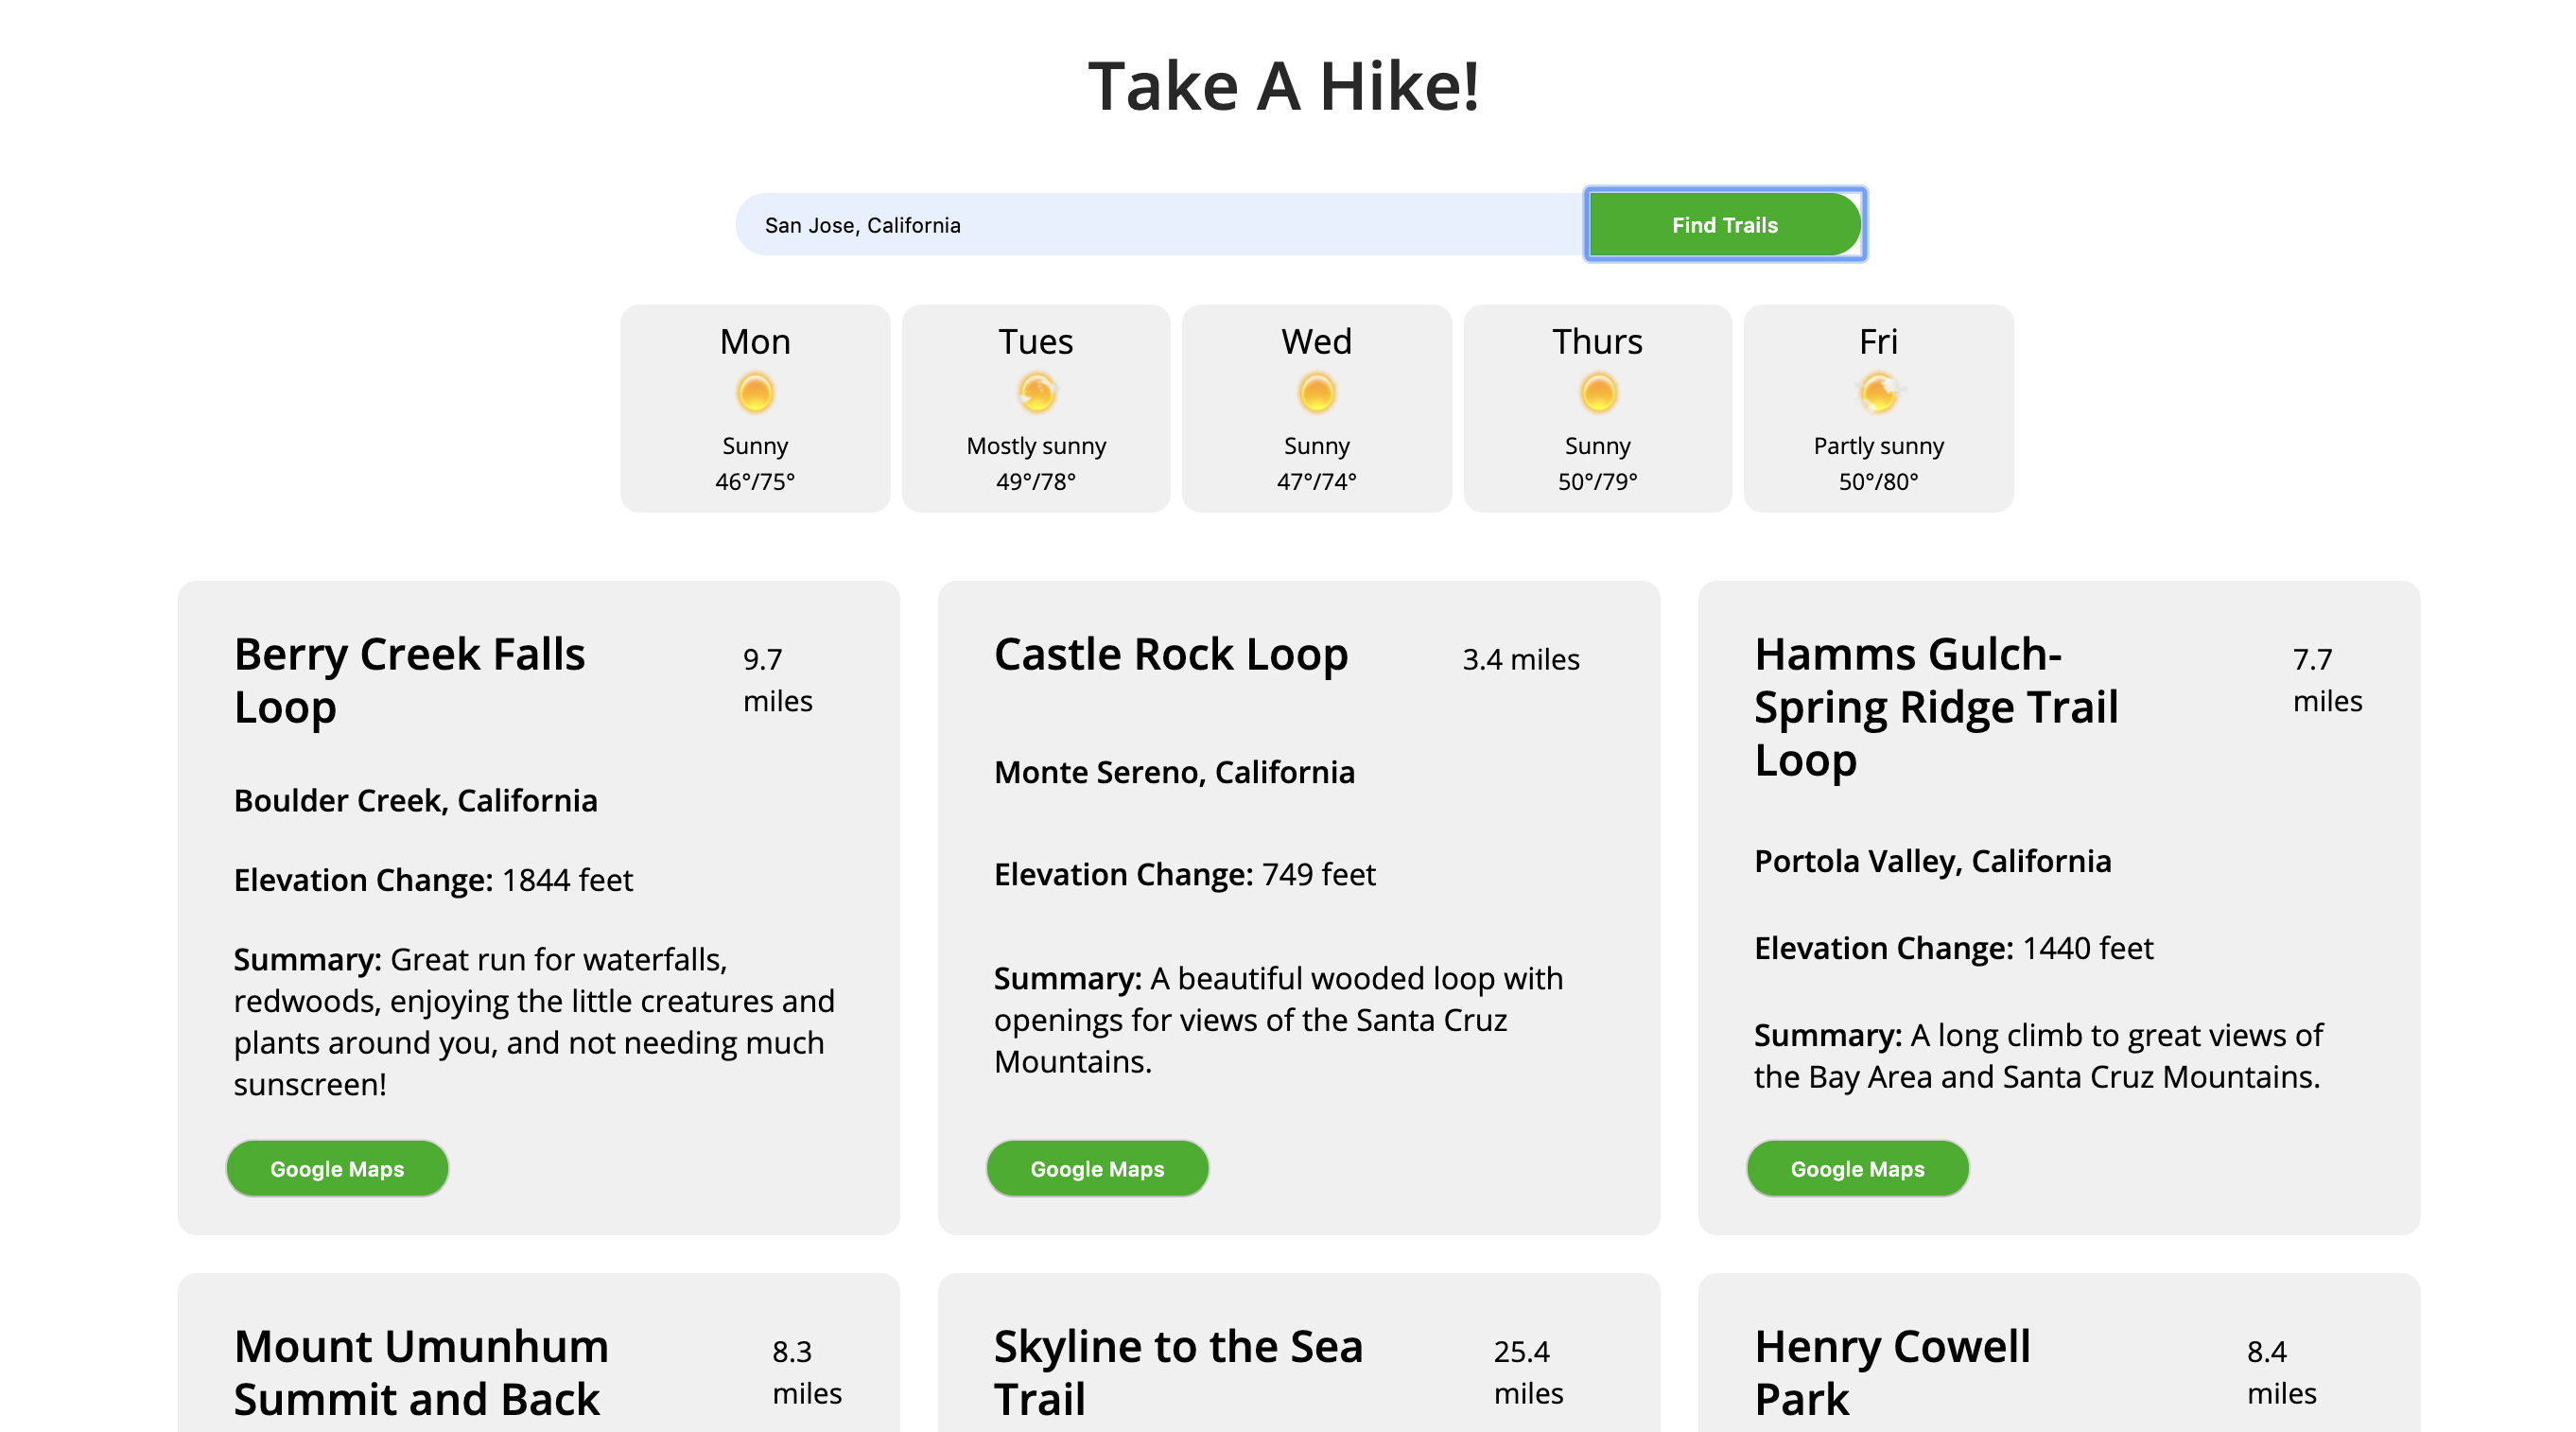 Take A Hike!
San Jose, California
Find Trails
Mon
Sunny
46°/75°
Tues
Mostly sunny
49°/78°
Wed
Sunny
47°/74°
Thurs
Sunny
50°/79°
Fri
Partly sunny
50°/80°
Berry Creek Falls
Loop
9.7
miles
Boulder Creek, California
Elevation Change: 1844 feet
Summary: Great run for waterfalls,
redwoods, enjoying the little creatures and
plants around you, and not needing much
sunscreen!
Google Maps
Castle Rock Loop
3.4 miles
Monte Sereno, California
Elevation Change: 749 feet
Summary: A beautiful wooded loop with
openings for views of the Santa Cruz
Mountains.
Google Maps
Hamms Gulch-
Spring Ridge Trail
Loop
7.7
miles
Portola Valley, California
Elevation Change: 1440 feet
Summary: A long climb to great views of
the Bay Area and Santa Cruz Mountains.
Google Maps
Mount Umunhum
Summit and Back
8.3
miles
Skyline to the Sea
Trail
25.4
miles
Henry Cowell
Park
8.4
miles